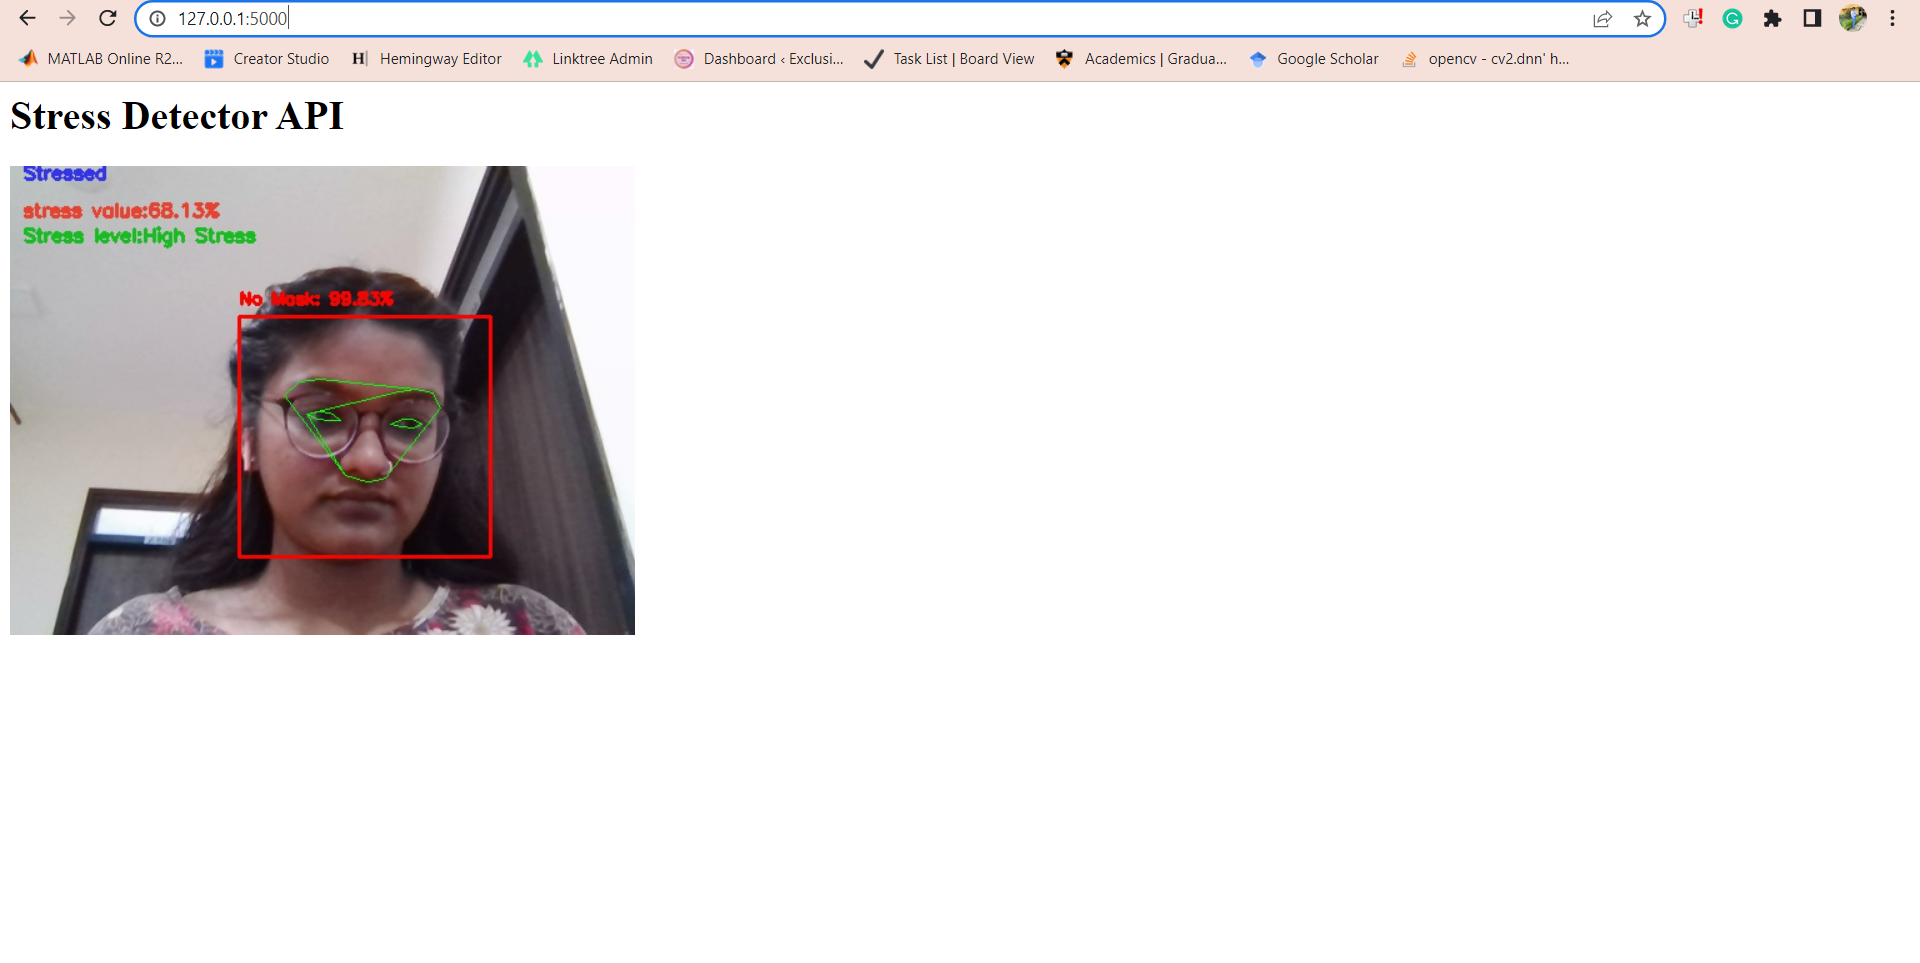 127.0.0.1:5000
MATLAB Online R2... Creator Studio H Hemingway Editor Linktree Admin Dashboard ‹ Exclusi... Task List | Board View Academics | Gradua... Google Scholar opencv - cv2.dnn' h...
Stress Detector API
Stressed
stress value:68.13%
Stress level:High Stress
No Mask: 99.83%